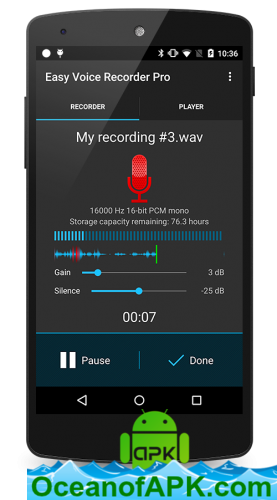 10:36
Easy Voice Recorder Pro
RECORDER PLAYER
My recording #3.wav
16000 Hz 16-bit PCM mono
Storage capacity remaining: 76.3 hours
Gain 3 dB
Silence -25 dB
00:07
Pause Done
apk
OceanofAPK.com